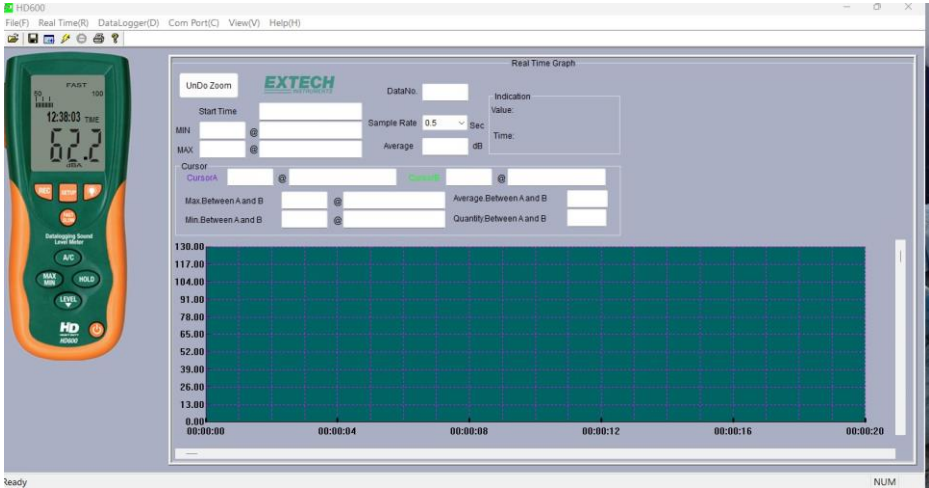 HD600
File(F) Real Time(R) DataLogger(D) Com Port(C) View(V) Help(H)
Real Time Graph
UnDo Zoom
EXTECH
INSTRUMENTS
DataNo.
Indication
Value:
Time:
Start Time
MIN @
MAX @
Sample Rate 0.5 Sec
Average dB
Cursor
CursorA @ CursorB @
Max.Between A and B @ Average.Between A and B
Min.Between A and B @ Quantity.Between A and B
130.00
117.00
104.00
91.00
78.00
65.00
52.00
39.00
26.00
13.00
0.00
00:00:00 00:00:04 00:00:08 00:00:12 00:00:16 00:00:20
FAST
50 100
12:38:03 TIME
62.2
dBA
REC SETUP
Datalogging Sound
Level Meter
A/C
MAX
MIN
HOLD
LEVEL
HD
HD600
Ready NUM